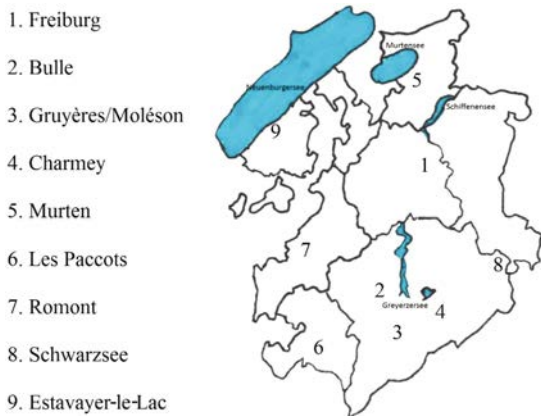 1. Freiburg
2. Bulle
3. Gruyères/Moléson
4. Charmey
5. Murten
6. Les Paccots
7. Romont
8. Schwarzsee
9. Estavayer-le-Lac
Murtensee
5
Neuenburgersee
Schiffenensee
9
1
7
8
2
Greyerzersee
4
3
6